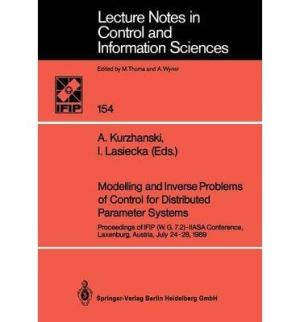 Lecture Notes in
Control and
Information Sciences
Edited by M.Thoma and A.Wyner
IFIP
154
A. Kurzhanski,
I. Lasiecka (Eds.)
Modelling and Inverse Problems
of Control for Distributed
Parameter Systems
Proceedings of IFIP (W. G. 7.2)-IIASA Conference,
Laxenburg, Austria, July 24-28, 1989
Springer-Verlag Berlin Heidelberg GmbH